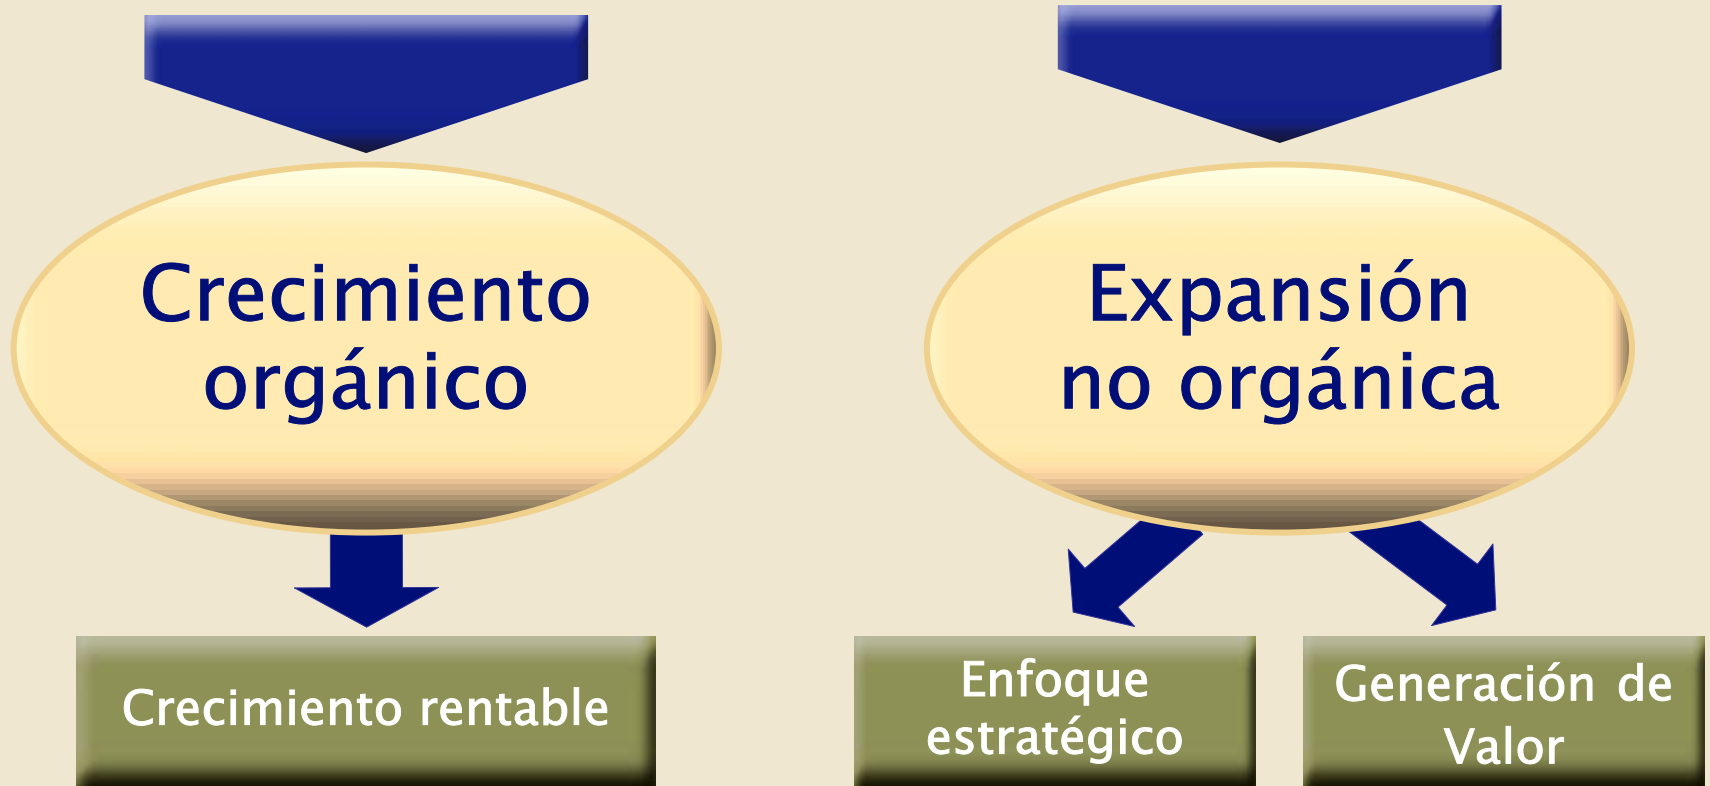 Crecimiento
orgánico
Expansión
no orgánica
Crecimiento rentable
Enfoque
estratégico
Generación de
Valor